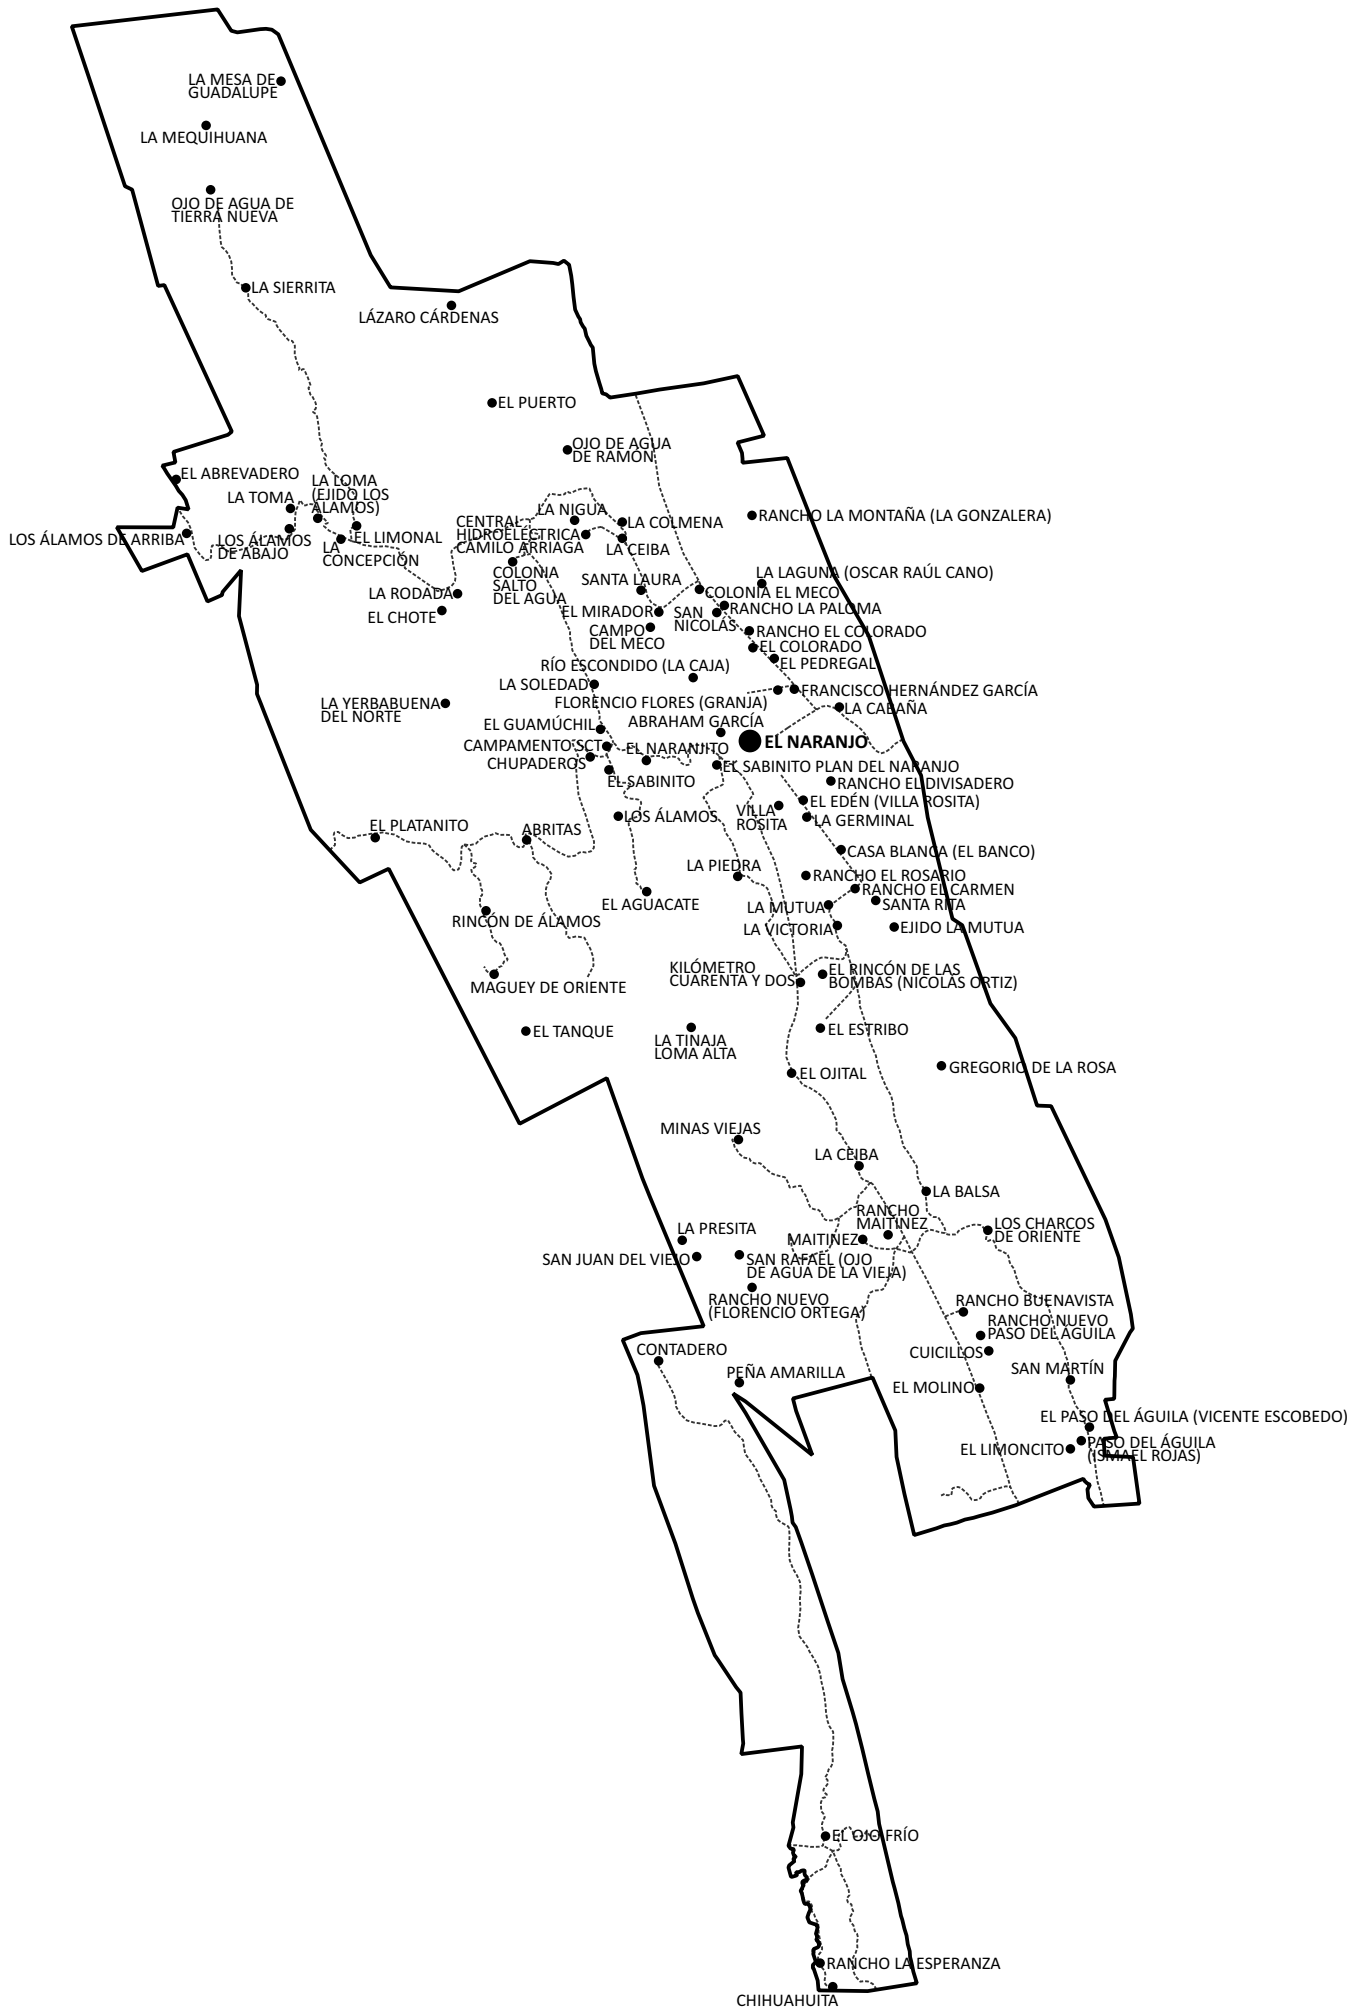 LA MESA DE
GUADALUPE
LA MEQUIHUANA
OJO DE AGUA DE
TIERRA NUEVA
LA SIERRITA
LÁZARO CÁRDENAS
EL PUERTO
OJO DE AGUA
DE RAMÓN
EL ABREVADERO
LA TOMA
LA LOMA
(EJIDO LOS
ÁLAMOS)
LOS ÁLAMOS DE ARRIBA
LOS ÁLAMOS
DE ABAJO
LA
CONCEPCIÓN
EL LIMONAL
CENTRAL
HIDROELÉCTRICA
CAMILO ARRIAGA
LA NIGUA
LA COLMENA
LA CEIBA
RANCHO LA MONTAÑA (LA GONZALERA)
COLONIA
SALTO
DEL AGUA
LA RODADA
EL CHOTE
SANTA LAURA
LA LAGUNA (OSCAR RAÚL CANO)
COLONIA EL MECO
RANCHO LA PALOMA
EL MIRADOR
SAN
NICOLÁS
CAMPO
DEL MECO
RANCHO EL COLORADO
EL COLORADO
EL PEDREGAL
RÍO ESCONDIDO (LA CAJA)
LA SOLEDAD
FRANCISCO HERNÁNDEZ GARCÍA
FLORENCIO FLORES (GRANJA)
LA YERBABUENA
DEL NORTE
LA CABAÑA
EL GUAMÚCHIL
ABRAHAM GARCÍA
EL NARANJO
CAMPAMENTO SCT
EL NARANJITO
CHUPADEROS
EL SABINITO PLAN DEL NARANJO
EL SABINITO
RANCHO EL DIVISADERO
EL EDÉN (VILLA ROSITA)
VILLA
ROSITA
LOS ÁLAMOS
LA GERMINAL
EL PLATANITO
ABRITAS
CASA BLANCA (EL BANCO)
LA PIEDRA
RANCHO EL ROSARIO
RANCHO EL CARMEN
EL AGUACATE
LA MUTUA
SANTA RITA
RINCÓN DE ÁLAMOS
LA VICTORIA
EJIDO LA MUTUA
KILÓMETRO
CUARENTA Y DOS
EL RINCÓN DE LAS
BOMBAS (NICOLAS ORTIZ)
MAGUEY DE ORIENTE
EL TANQUE
LA TINAJA
LOMA ALTA
EL ESTRIBO
EL OJITAL
GREGORIO DE LA ROSA
MINAS VIEJAS
LA CEIBA
LA BALSA
RANCHO
MAITINEZ
LA PRESITA
MAITINEZ
LOS CHARCOS
DE ORIENTE
SAN JUAN DEL VIEJO
SAN RAFAEL (OJO
DE AGUA DE LA VIEJA)
RANCHO NUEVO
(FLORENCIO ORTEGA)
RANCHO BUENAVISTA
RANCHO NUEVO
PASO DEL ÁGUILA
CONTADERO
CUICILLOS
PEÑA AMARILLA
SAN MARTÍN
EL MOLINO
EL PASO DEL ÁGUILA (VICENTE ESCOBEDO)
PASO DEL ÁGUILA
(ISMAEL ROJAS)
EL LIMONCITO
EL OJO FRÍO
RANCHO LA ESPERANZA
CHIHUAHUITA